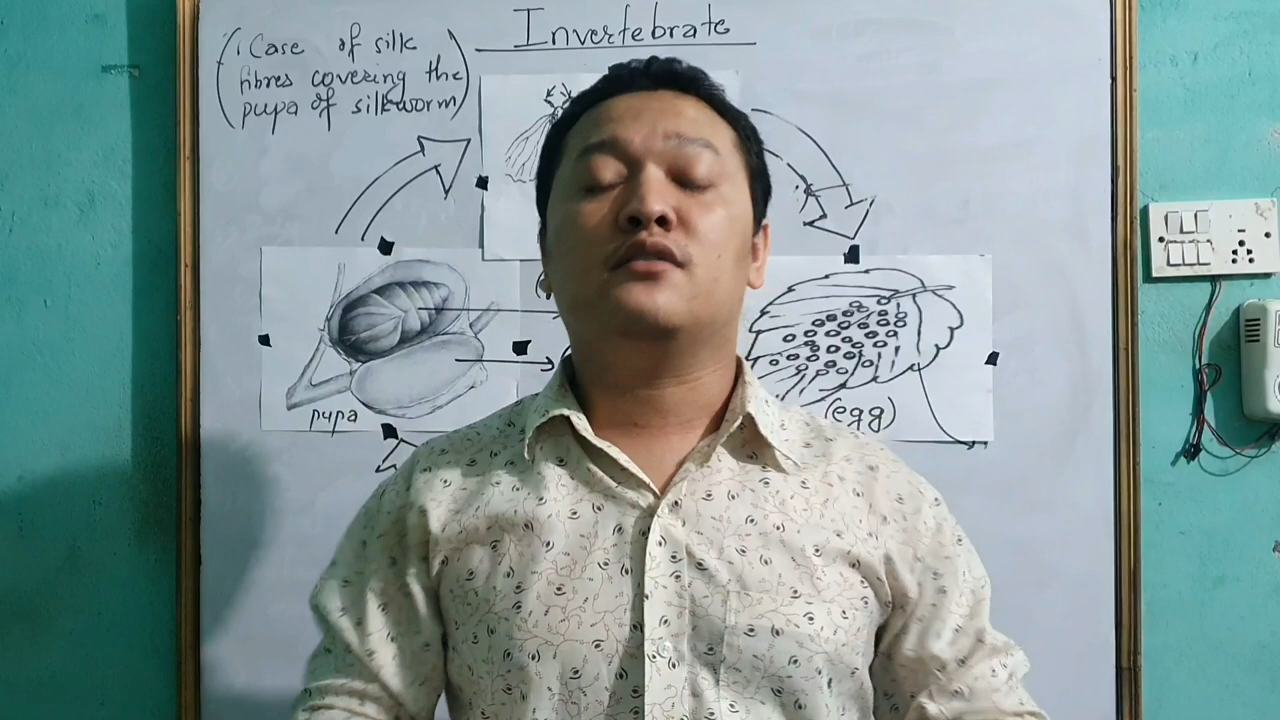 Invertebrate
(Case of silk
fibres covering the
pupa of silkworm)
pupa
(egg)